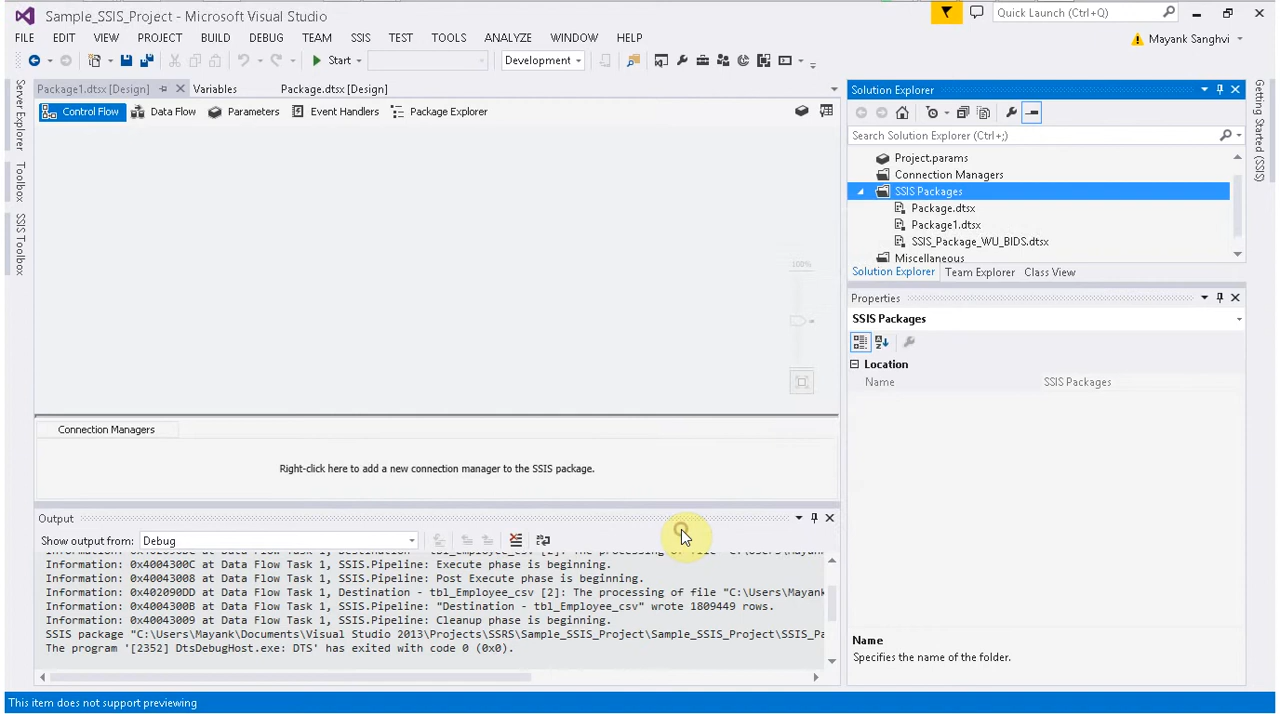 Sample_SSIS_Project - Microsoft Visual Studio
Quick Launch (Ctrl+Q)
FILE EDIT VIEW PROJECT BUILD DEBUG TEAM SSIS TEST TOOLS ANALYZE WINDOW HELP
Mayank Sanghvi
Start
Development
Server Explorer
Toolbox
SSIS Toolbox
Package1.dtsx [Design]
Variables
Package.dtsx [Design]
Control Flow
Data Flow
Parameters
Event Handlers
Package Explorer
100%
Connection Managers
Right-click here to add a new connection manager to the SSIS package.
Output
Show output from: Debug
Information: 0x4004300C at Data Flow Task 1, SSIS.Pipeline: Execute phase is beginning.
Information: 0x40043008 at Data Flow Task 1, SSIS.Pipeline: Post Execute phase is beginning.
Information: 0x402090DD at Data Flow Task 1, Destination - tbl_Employee_csv [2]: The processing of file "C:\Users\Mayank
Information: 0x4004300B at Data Flow Task 1, SSIS.Pipeline: "Destination - tbl_Employee_csv" wrote 1809449 rows.
Information: 0x40043009 at Data Flow Task 1, SSIS.Pipeline: Cleanup phase is beginning.
SSIS package "C:\Users\Mayank\Documents\Visual Studio 2013\Projects\SSRS\Sample_SSIS_Project\Sample_SSIS_Project\SSIS_Pa
The program '[2352] DtsDebugHost.exe: DTS' has exited with code 0 (0x0).
Solution Explorer
Search Solution Explorer (Ctrl+;)
Project.params
Connection Managers
SSIS Packages
Package.dtsx
Package1.dtsx
SSIS_Package_WU_BIDS.dtsx
Miscellaneous
Solution Explorer Team Explorer Class View
Properties
SSIS Packages
Location
Name SSIS Packages
Name
Specifies the name of the folder.
Getting Started (SSIS)
This item does not support previewing